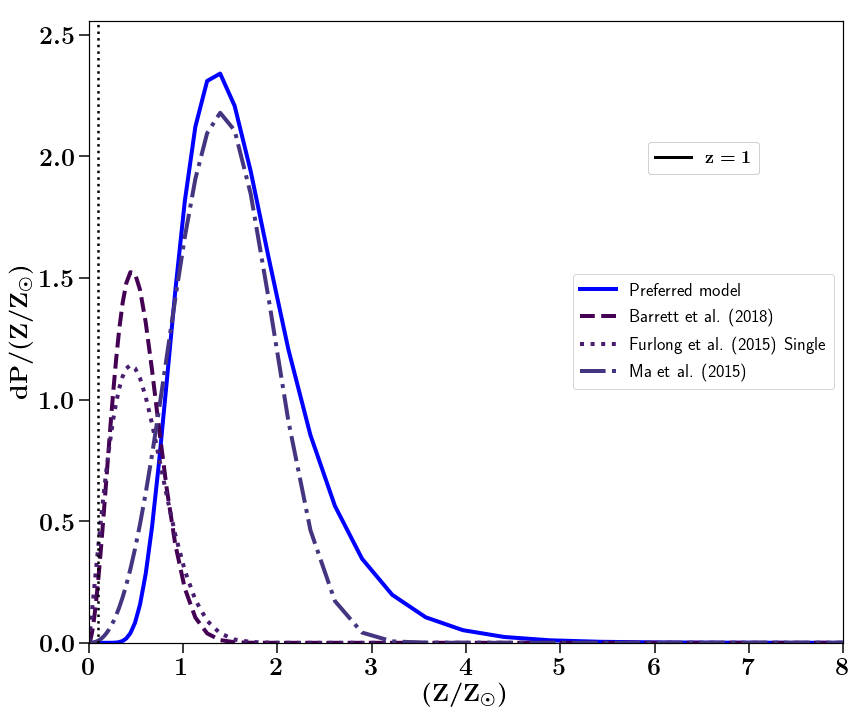 2.5
2.0
1.5
1.0
0.5
0.0
dP/(Z/Z⊙)
z = 1
Preferred model
Barrett et al. (2018)
Furlong et al. (2015) Single
Ma et al. (2015)
0 1 2 3 4 5 6 7 8
(Z/Z⊙)